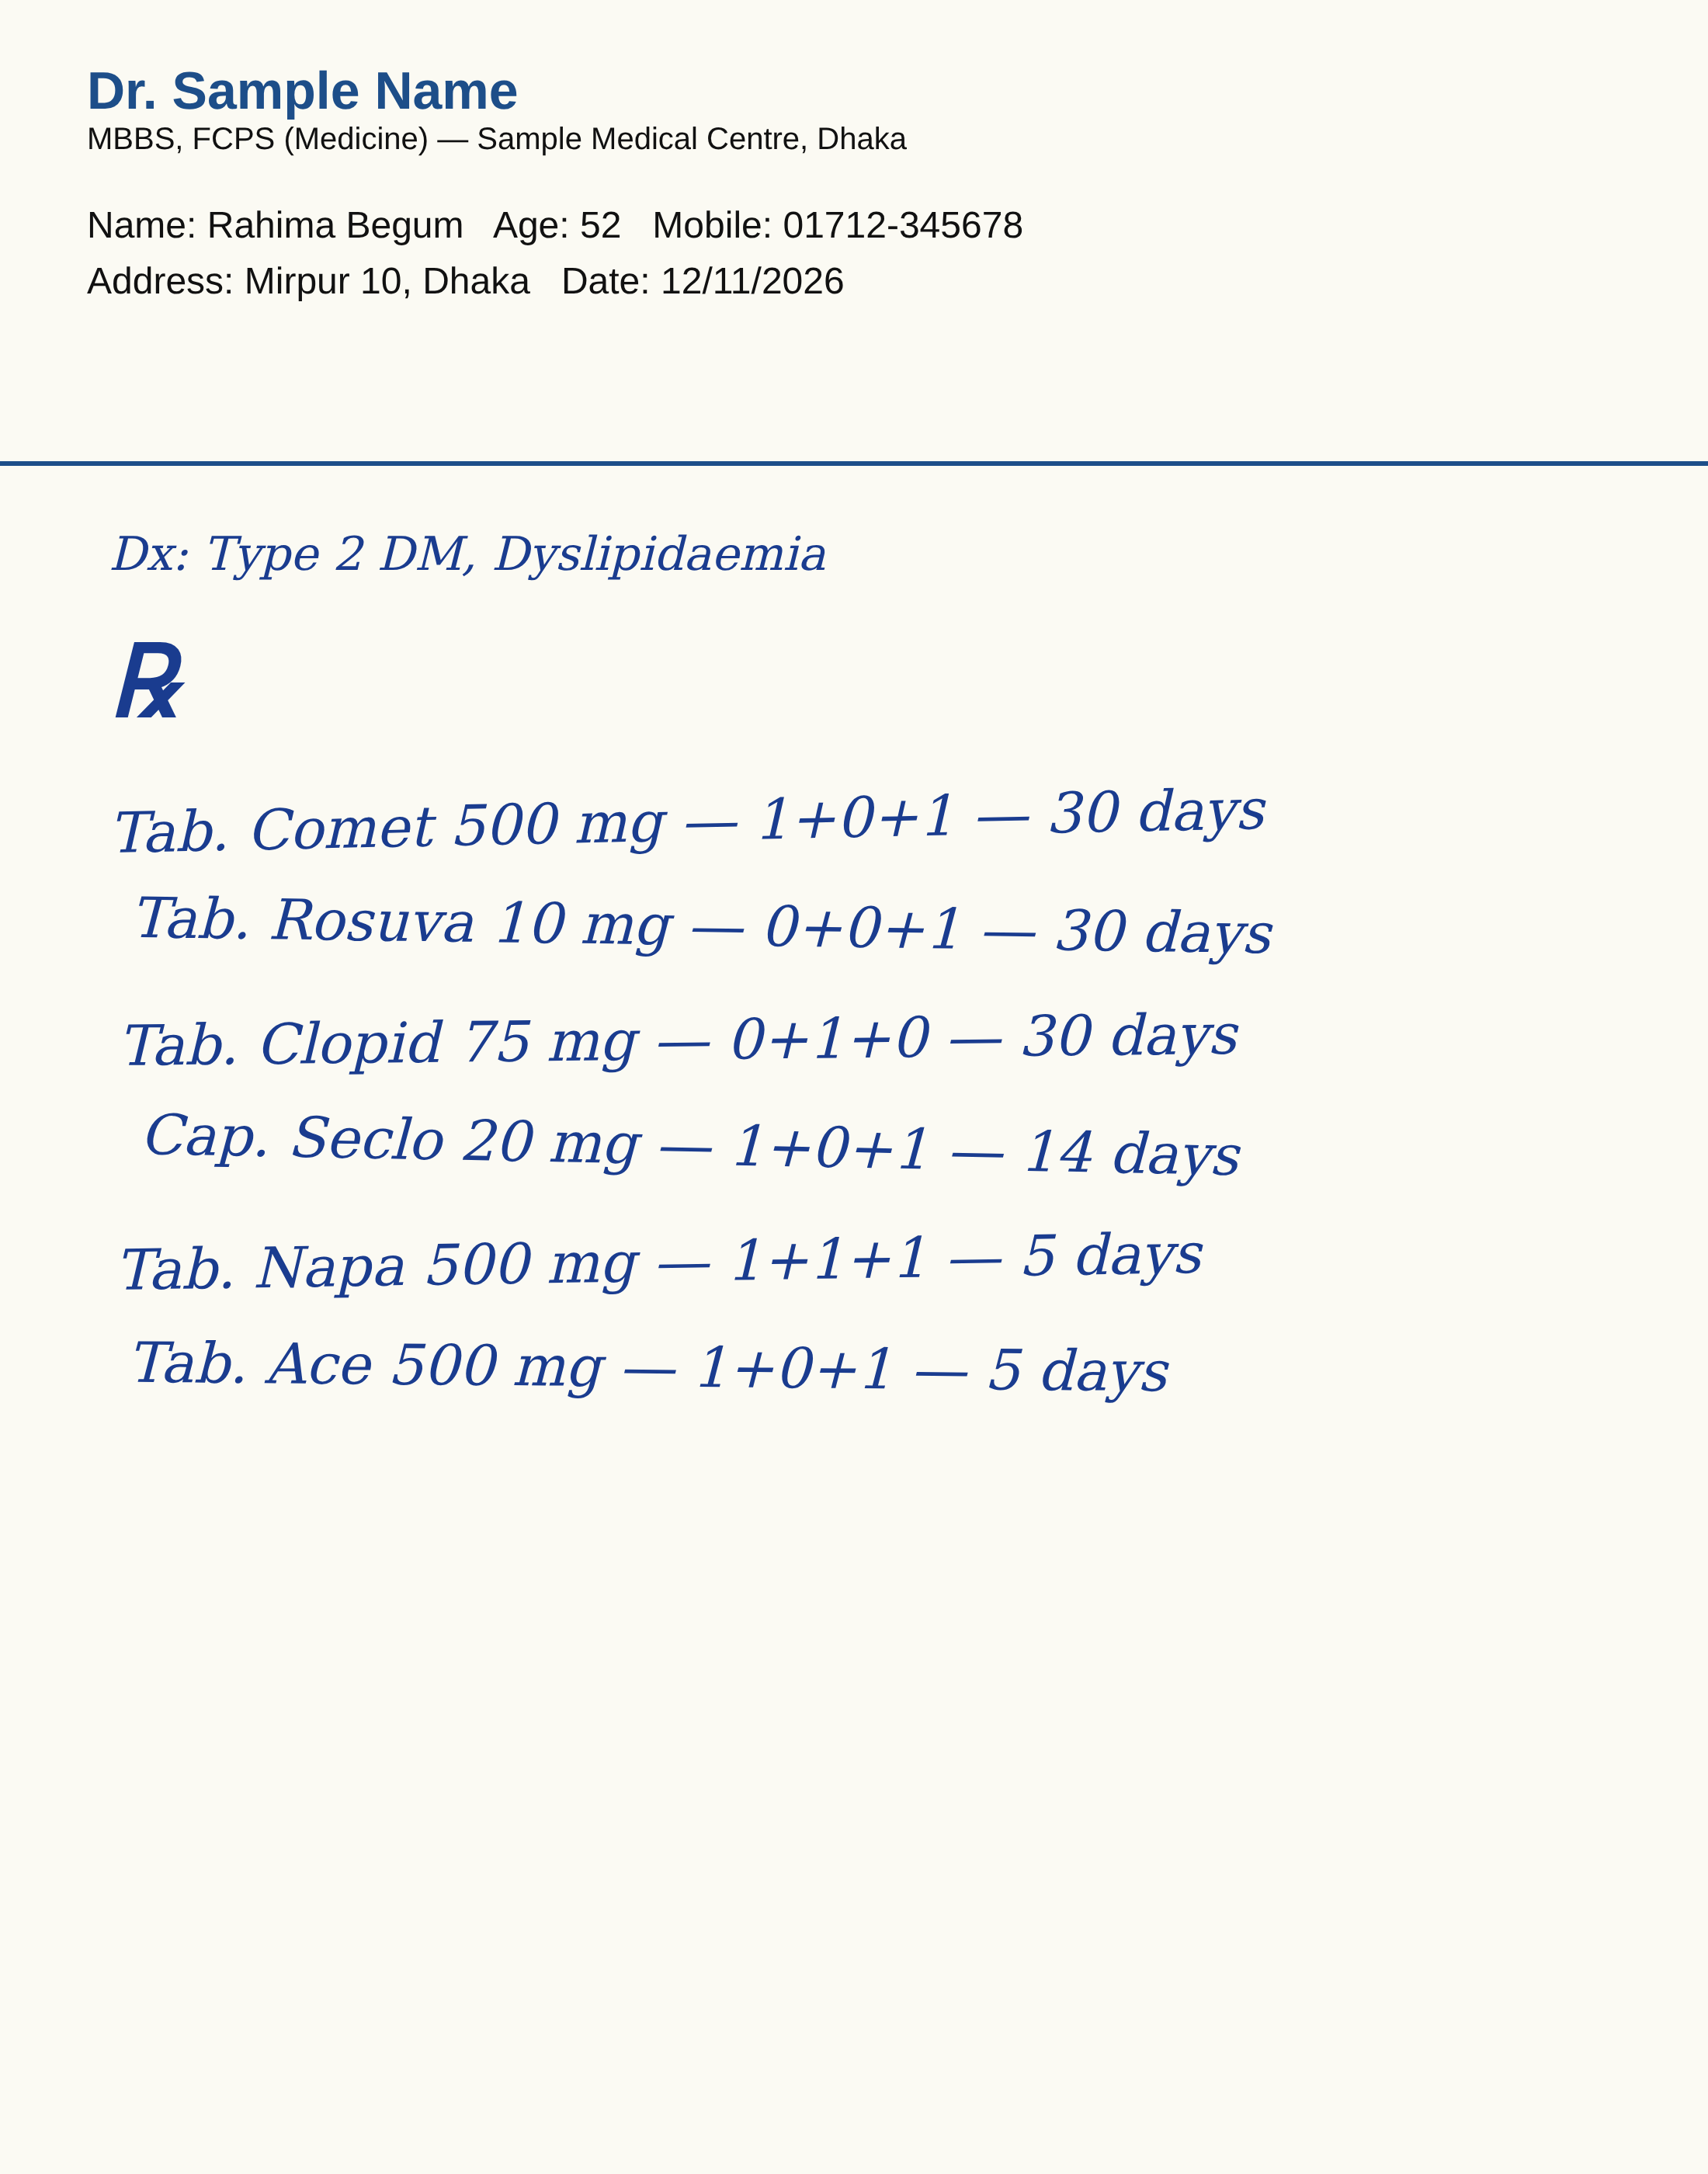 Dr. Sample Name
MBBS, FCPS (Medicine) — Sample Medical Centre, Dhaka
Name: Rahima Begum   Age: 52   Mobile: 01712-345678
Address: Mirpur 10, Dhaka   Date: 12/11/2026
Dx: Type 2 DM, Dyslipidaemia
℞
Tab. Comet 500 mg — 1+0+1 — 30 days
Tab. Rosuva 10 mg — 0+0+1 — 30 days
Tab. Clopid 75 mg — 0+1+0 — 30 days
Cap. Seclo 20 mg — 1+0+1 — 14 days
Tab. Napa 500 mg — 1+1+1 — 5 days
Tab. Ace 500 mg — 1+0+1 — 5 days